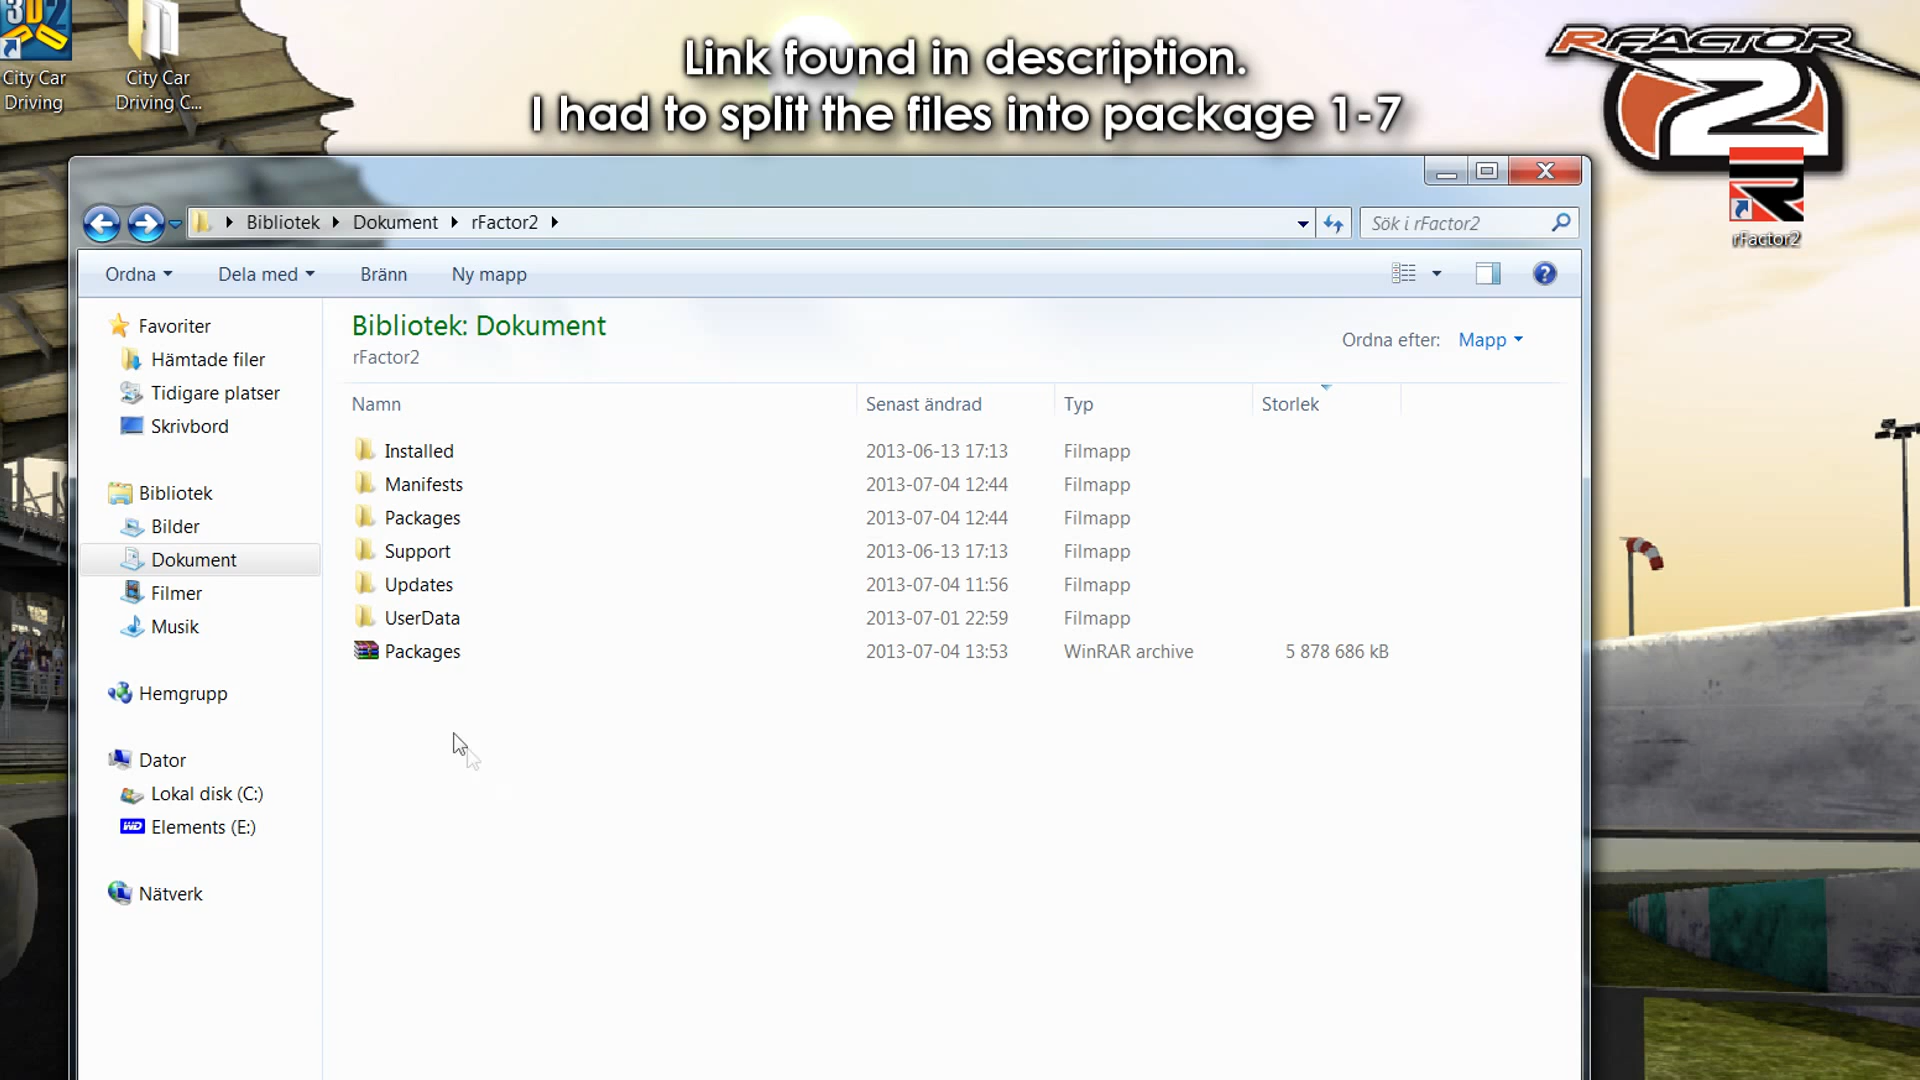 Link found in description.
I had to split the files into package 1-7
RFACTOR
2
3D2
City Car
Driving
City Car
Driving C...
rFactor2
Bibliotek Dokument rFactor2
Sök i rFactor2
Ordna Dela med Bränn Ny mapp
Favoriter
Hämtade filer
Tidigare platser
Skrivbord
Bibliotek
Bilder
Dokument
Filmer
Musik
Hemgrupp
Dator
Lokal disk (C:)
WD Elements (E:)
Nätverk
Bibliotek: Dokument
rFactor2
Ordna efter: Mapp
Namn Senast ändrad Typ Storlek
Installed 2013-06-13 17:13 Filmapp
Manifests 2013-07-04 12:44 Filmapp
Packages 2013-07-04 12:44 Filmapp
Support 2013-06-13 17:13 Filmapp
Updates 2013-07-04 11:56 Filmapp
UserData 2013-07-01 22:59 Filmapp
Packages 2013-07-04 13:53 WinRAR archive 5 878 686 kB